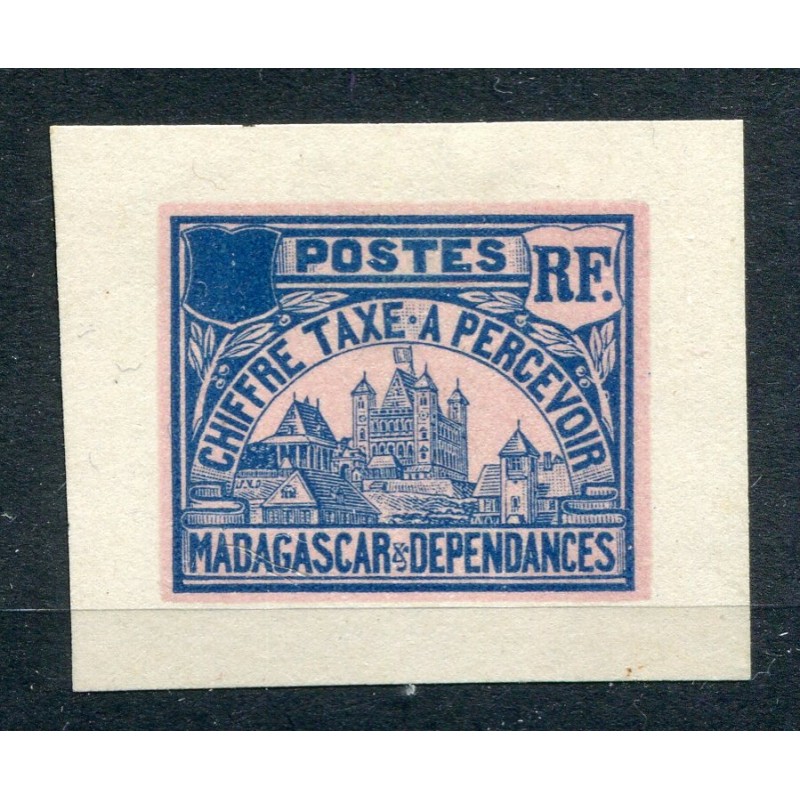 POSTES
RF.
CHIFFRE TAXE · A PERCEVOIR
MADAGASCAR & DEPENDANCES